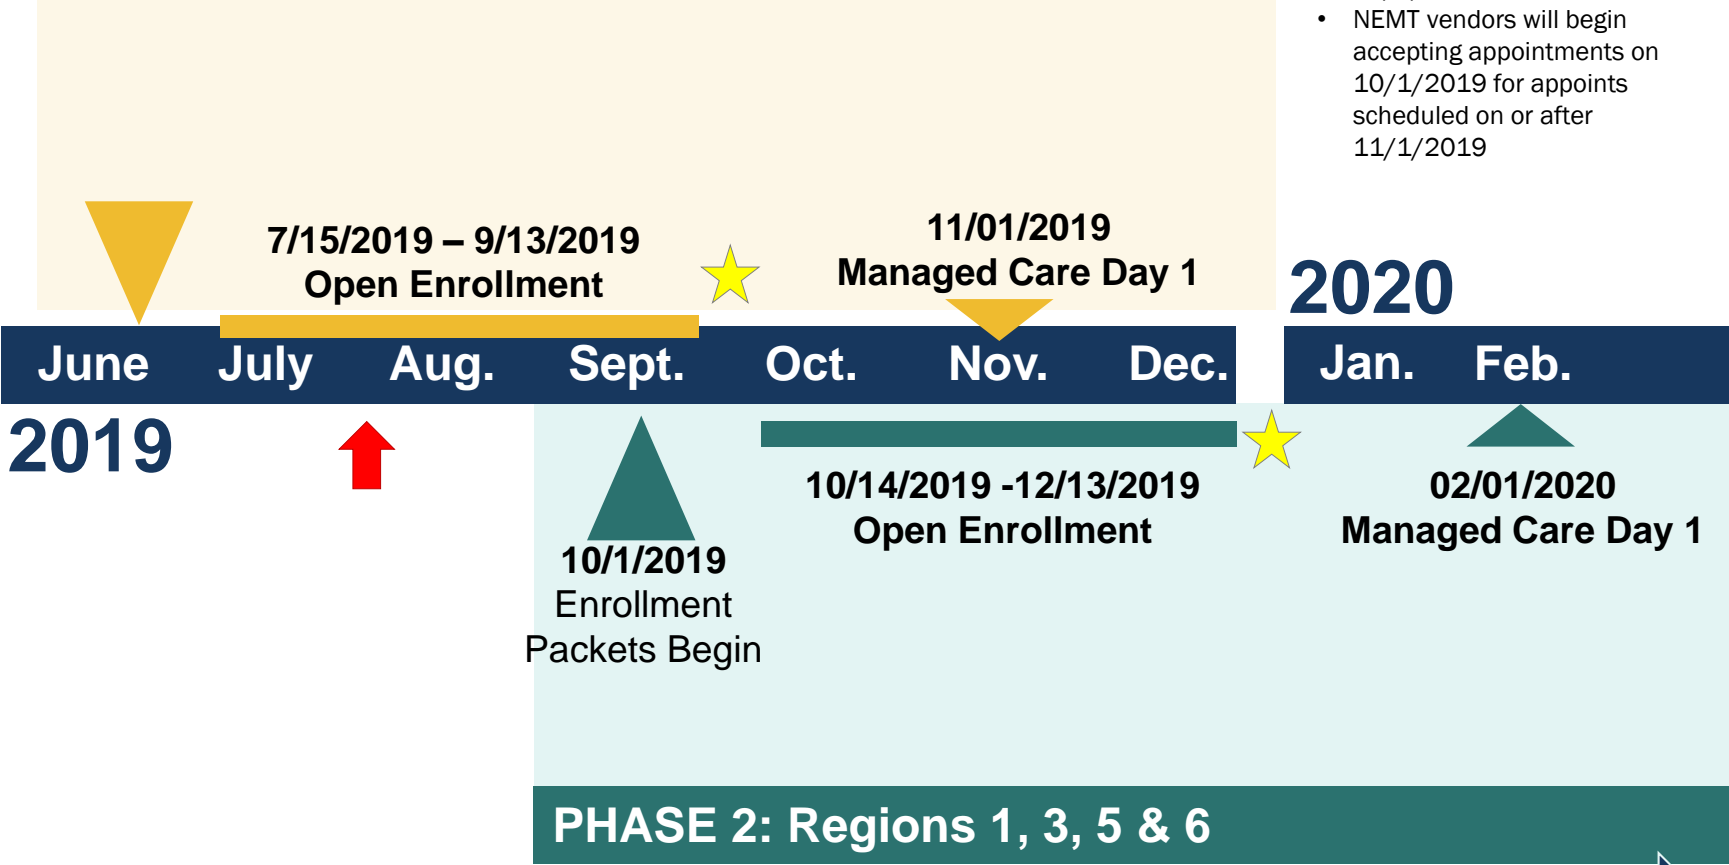 • NEMT vendors will begin
accepting appointments on
10/1/2019 for appoints
scheduled on or after
11/1/2019
7/15/2019 – 9/13/2019
Open Enrollment
11/01/2019
Managed Care Day 1
2020
June July Aug. Sept. Oct. Nov. Dec. Jan. Feb.
2019
10/14/2019 -12/13/2019
Open Enrollment
02/01/2020
Managed Care Day 1
10/1/2019
Enrollment
Packets Begin
PHASE 2: Regions 1, 3, 5 & 6